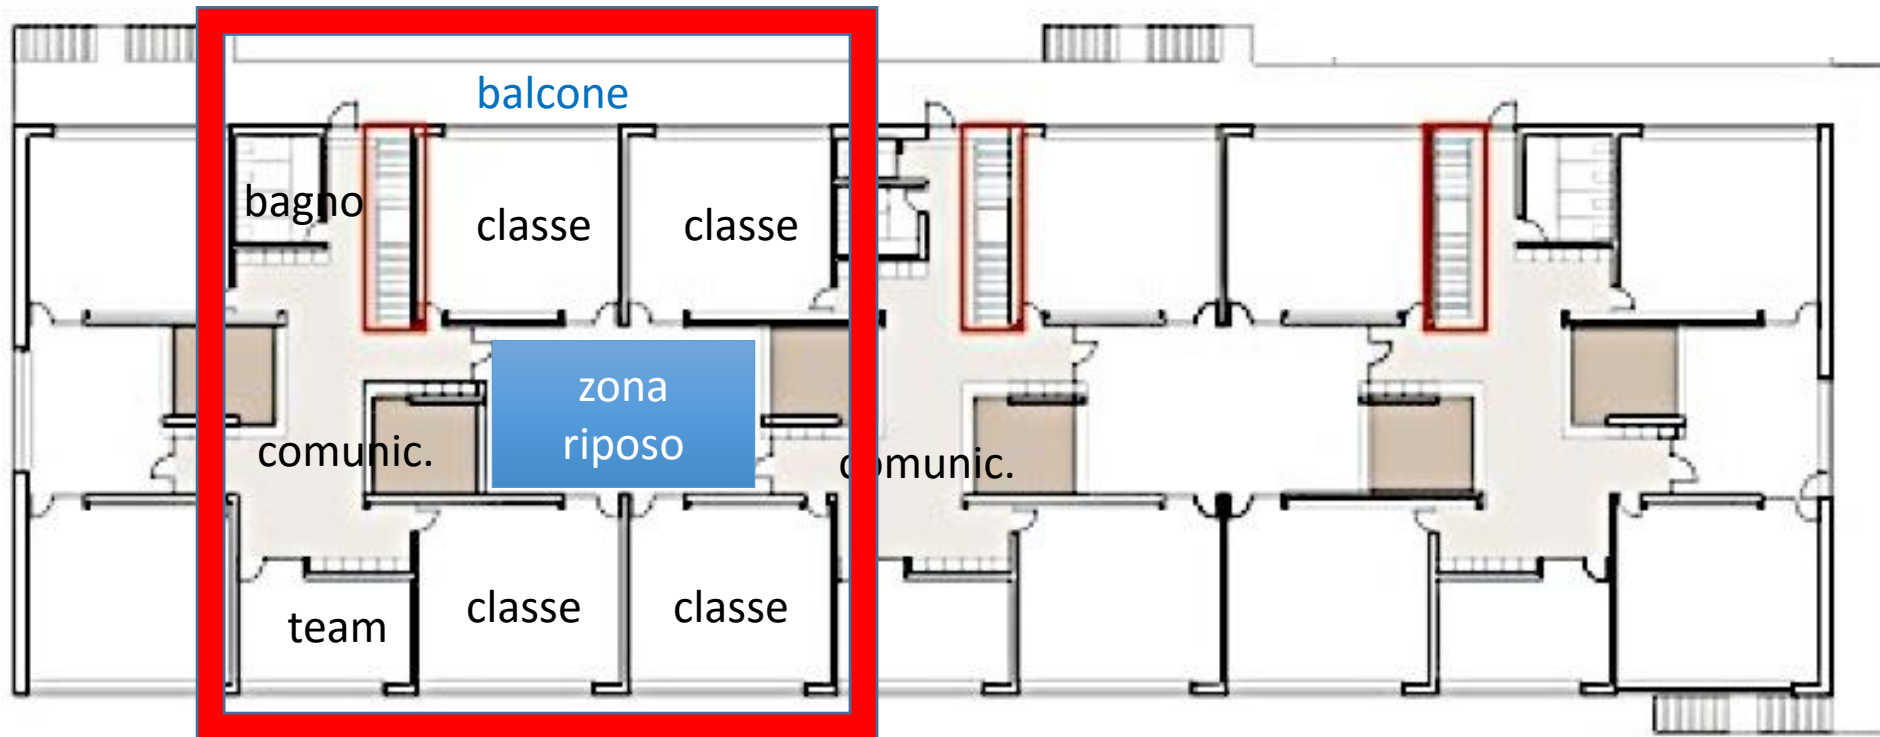 balcone
bagno
classe
classe
zona
riposo
comunic.
comunic.
classe
classe
team